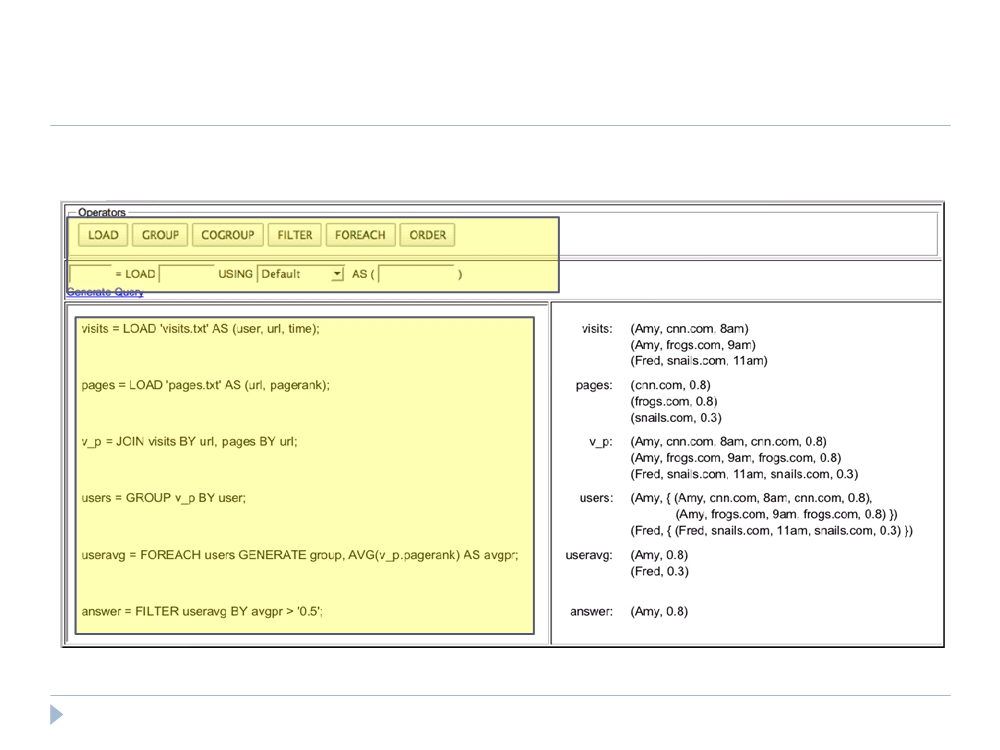 Operators
LOAD GROUP COGROUP FILTER FOREACH ORDER
= LOAD USING Default AS ( )
Generate Query
visits = LOAD 'visits.txt' AS (user, url, time);
visits: (Amy, cnn.com, 8am)
(Amy, frogs.com, 9am)
(Fred, snails.com, 11am)
pages = LOAD 'pages.txt' AS (url, pagerank);
pages: (cnn.com, 0.8)
(frogs.com, 0.8)
(snails.com, 0.3)
v_p = JOIN visits BY url, pages BY url;
v_p: (Amy, cnn.com, 8am, cnn.com, 0.8)
(Amy, frogs.com, 9am, frogs.com, 0.8)
(Fred, snails.com, 11am, snails.com, 0.3)
users = GROUP v_p BY user;
users: (Amy, { (Amy, cnn.com, 8am, cnn.com, 0.8),
(Amy, frogs.com, 9am, frogs.com, 0.8) })
(Fred, { (Fred, snails.com, 11am, snails.com, 0.3) })
useravg = FOREACH users GENERATE group, AVG(v_p.pagerank) AS avgpr;
useravg: (Amy, 0.8)
(Fred, 0.3)
answer = FILTER useravg BY avgpr > '0.5';
answer: (Amy, 0.8)